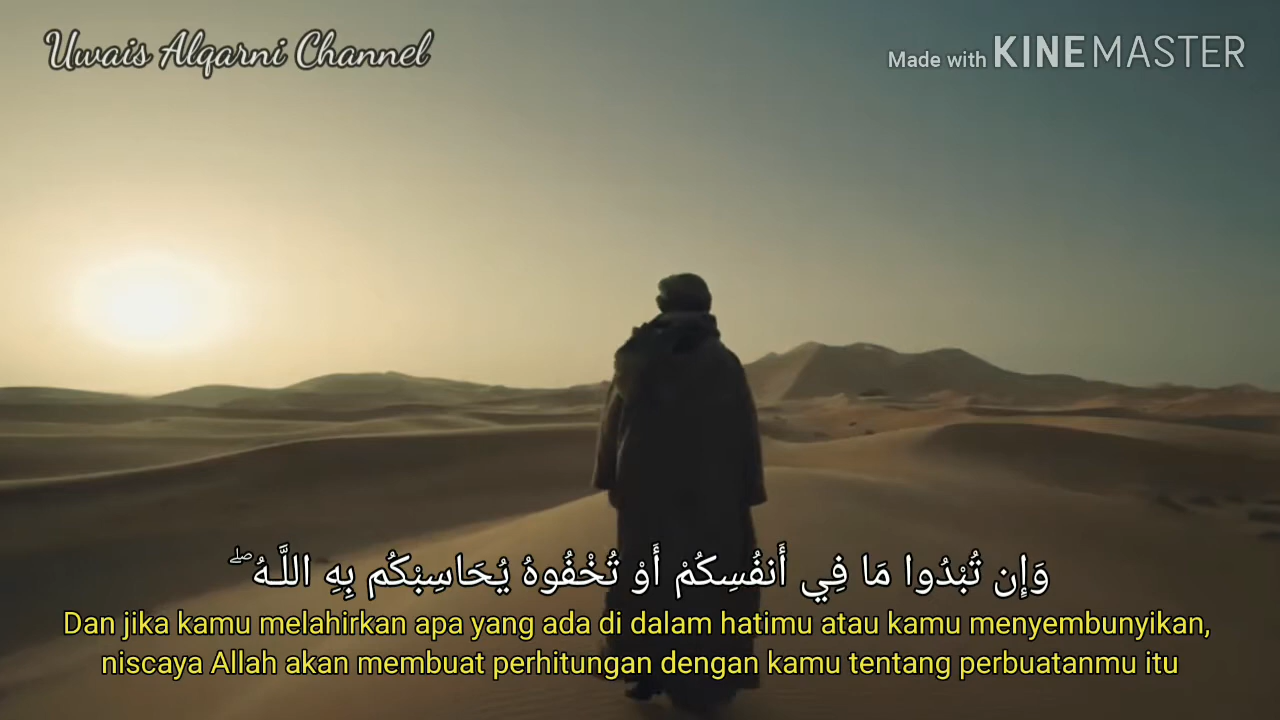 Uwais Alqarni Channel
Made with KINEMASTER
وَإِن تُبْدُوا مَا فِي أَنفُسِكُمْ أَوْ تُخْفُوهُ يُحَاسِبْكُم بِهِ اللَّـهُ ۖ
Dan jika kamu melahirkan apa yang ada di dalam hatimu atau kamu menyembunyikan,
niscaya Allah akan membuat perhitungan dengan kamu tentang perbuatanmu itu